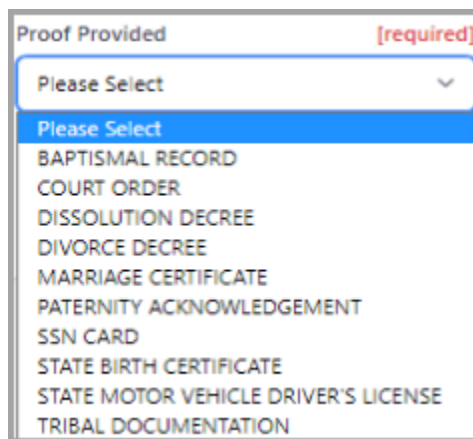 Proof Provided [required]
Please Select
Please Select
BAPTISMAL RECORD
COURT ORDER
DISSOLUTION DECREE
DIVORCE DECREE
MARRIAGE CERTIFICATE
PATERNITY ACKNOWLEDGEMENT
SSN CARD
STATE BIRTH CERTIFICATE
STATE MOTOR VEHICLE DRIVER'S LICENSE
TRIBAL DOCUMENTATION